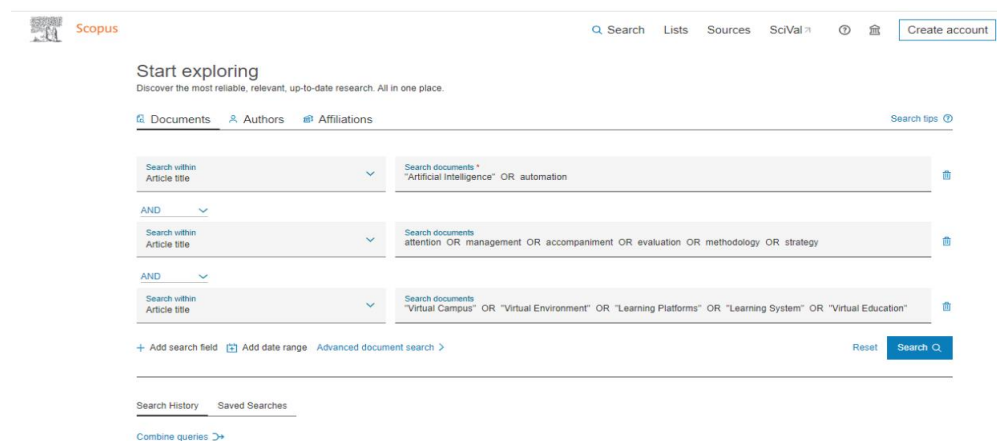 Scopus
Search Lists Sources SciVal Create account
Start exploring
Discover the most reliable, relevant, up-to-date research. All in one place.
Documents Authors Affiliations Search tips
Search within Search documents *
Article title "Artificial Intelligence" OR automation
AND
Search within Search documents
Article title attention OR management OR accompaniment OR evaluation OR methodology OR strategy
AND
Search within Search documents
Article title "Virtual Campus" OR "Virtual Environment" OR "Learning Platforms" OR "Learning System" OR "Virtual Education"
+ Add search field Add date range Advanced document search > Reset Search
Search History Saved Searches
Combine queries